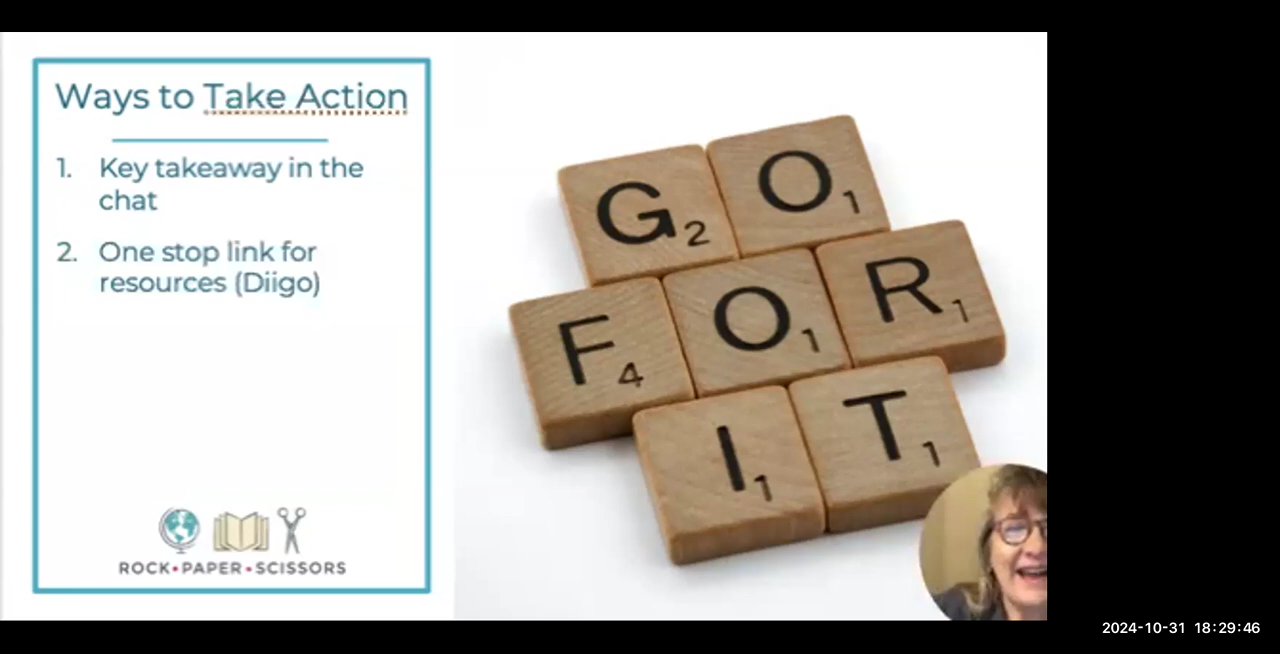 Ways to Take Action
1. Key takeaway in the
chat
2. One stop link for
resources (Diigo)
ROCK•PAPER•SCISSORS
G2 O1
F4 O1 R1
I1 T1
2024-10-31 18:29:46